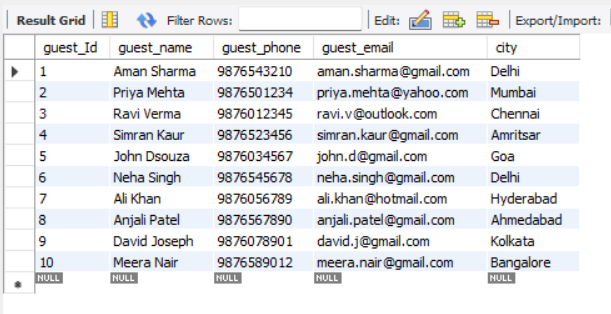 Result Grid Filter Rows: Edit: Export/Import:
guest_Id guest_name guest_phone guest_email city
1 Aman Sharma 9876543210 aman.sharma@gmail.com Delhi
2 Priya Mehta 9876501234 priya.mehta@yahoo.com Mumbai
3 Ravi Verma 9876012345 ravi.v@outlook.com Chennai
4 Simran Kaur 9876523456 simran.kaur@gmail.com Amritsar
5 John Dsouza 9876034567 john.d@gmail.com Goa
6 Neha Singh 9876545678 neha.singh@gmail.com Delhi
7 Ali Khan 9876056789 ali.khan@hotmail.com Hyderabad
8 Anjali Patel 9876567890 anjali.patel@gmail.com Ahmedabad
9 David Joseph 9876078901 david.j@gmail.com Kolkata
10 Meera Nair 9876589012 meera.nair@gmail.com Bangalore
NULL NULL NULL NULL NULL